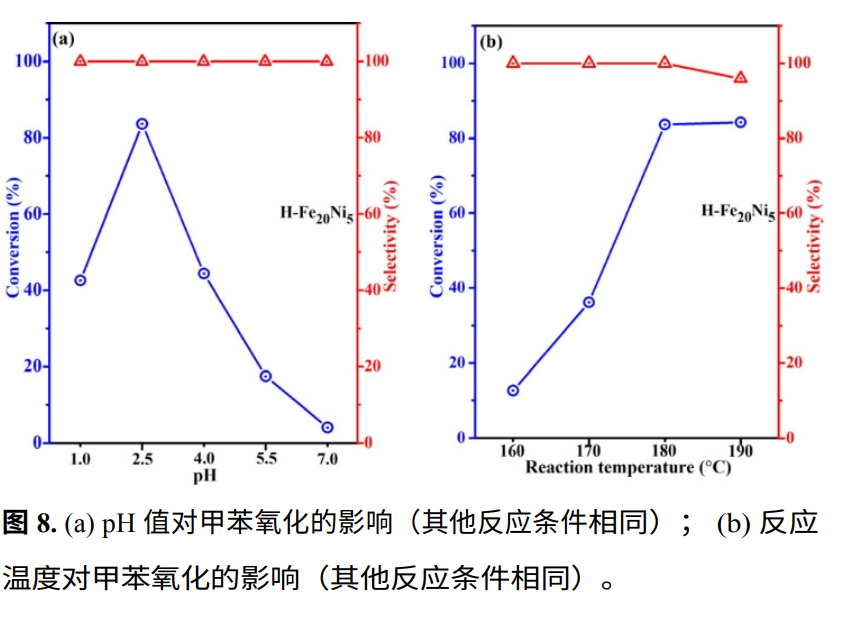 (a)
100
80
60
40
20
0
Conversion (%)
100
80
60
40
20
0
Selectivity (%)
H-Fe₂₀Ni₅
1.0 2.5 4.0 5.5 7.0
pH
(b)
100
80
60
40
20
0
Conversion (%)
100
80
60
40
20
0
Selectivity (%)
H-Fe₂₀Ni₅
160 170 180 190
Reaction temperature (°C)
图 8. (a) pH 值对甲苯氧化的影响（其他反应条件相同）； (b) 反应
温度对甲苯氧化的影响（其他反应条件相同）。